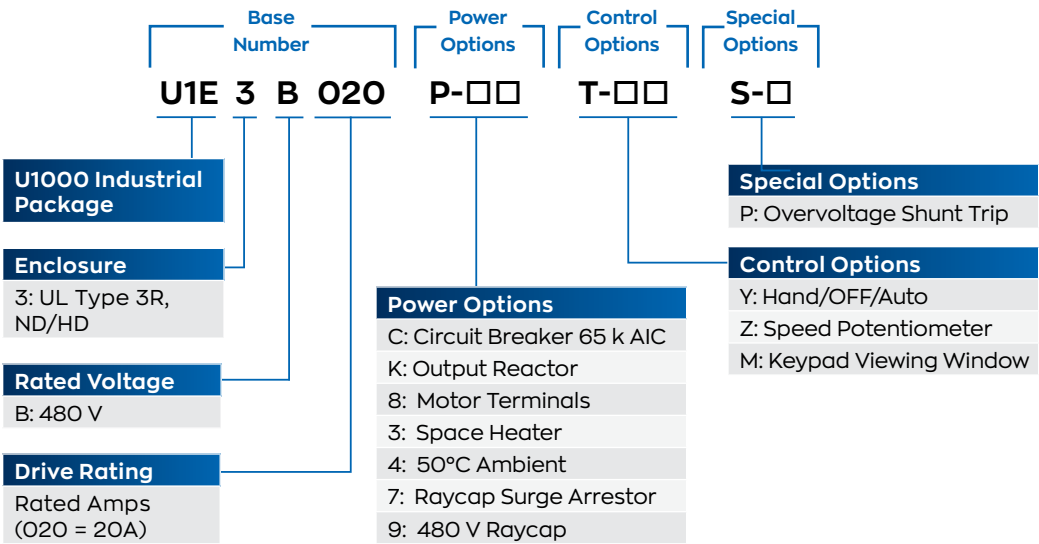 Base
Number
Power
Options
Control
Options
Special
Options
U1E 3 B 020 P-□□ T-□□ S-□
U1000 Industrial
Package
Enclosure
3: UL Type 3R,
ND/HD
Rated Voltage
B: 480 V
Drive Rating
Rated Amps
(020 = 20A)
Power Options
C: Circuit Breaker 65 k AIC
K: Output Reactor
8: Motor Terminals
3: Space Heater
4: 50°C Ambient
7: Raycap Surge Arrestor
9: 480 V Raycap
Special Options
P: Overvoltage Shunt Trip
Control Options
Y: Hand/OFF/Auto
Z: Speed Potentiometer
M: Keypad Viewing Window